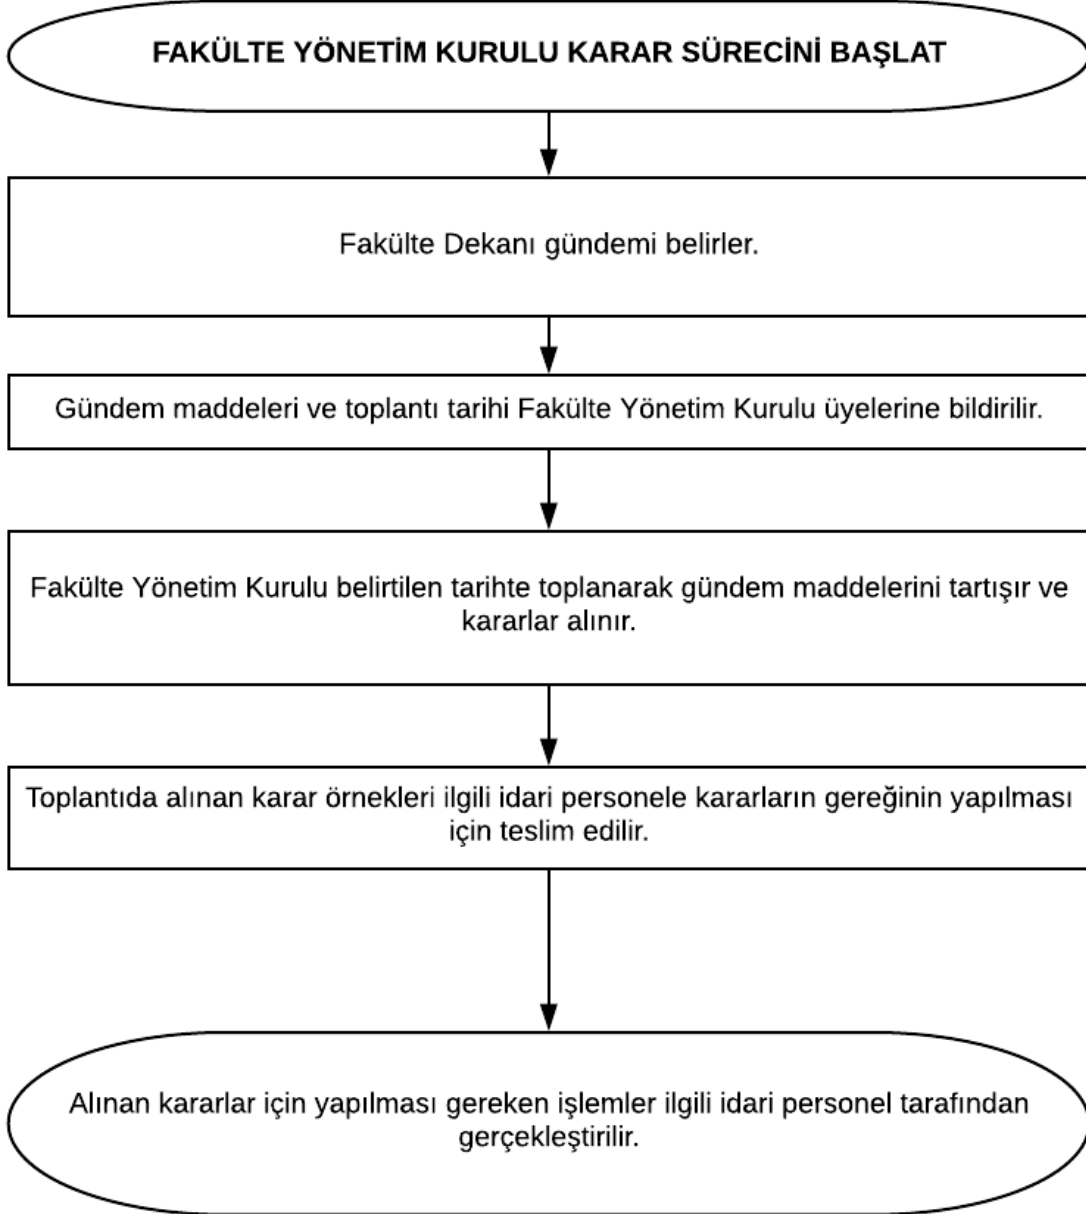 FAKÜLTE YÖNETİM KURULU KARAR SÜRECİNİ BAŞLAT
Fakülte Dekanı gündemi belirler.
Gündem maddeleri ve toplantı tarihi Fakülte Yönetim Kurulu üyelerine bildirilir.
Fakülte Yönetim Kurulu belirtilen tarihte toplanarak gündem maddelerini tartışır ve
kararlar alınır.
Toplantıda alınan karar örnekleri ilgili idari personele kararların gereğinin yapılması
için teslim edilir.
Alınan kararlar için yapılması gereken işlemler ilgili idari personel tarafından
gerçekleştirilir.